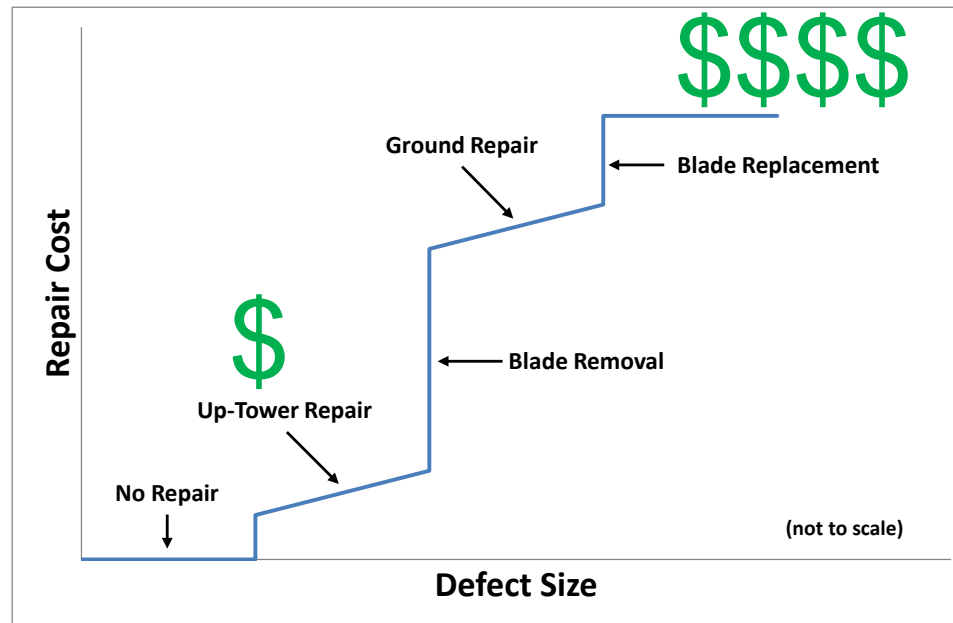 $$$$
Ground Repair
Blade Replacement
Repair Cost
$
Blade Removal
Up-Tower Repair
No Repair
(not to scale)
Defect Size